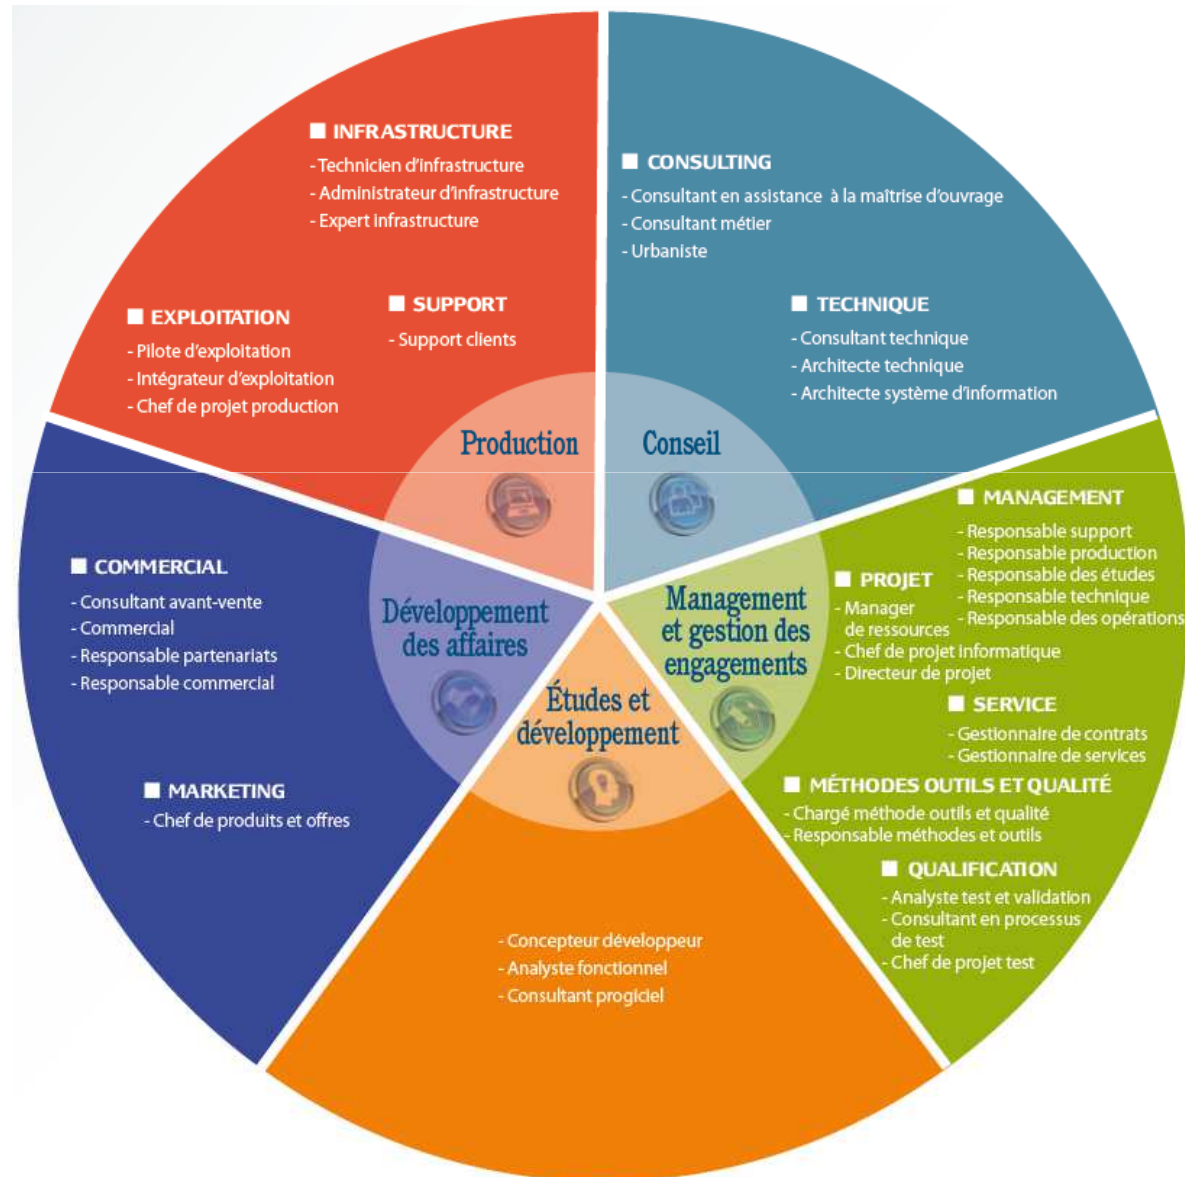 ■ INFRASTRUCTURE
- Technicien d'infrastructure
- Administrateur d'infrastructure
- Expert infrastructure
■ EXPLOITATION
- Pilote d'exploitation
- Intégrateur d'exploitation
- Chef de projet production
■ SUPPORT
- Support clients
Production
■ CONSULTING
- Consultant en assistance à la maîtrise d'ouvrage
- Consultant métier
- Urbaniste
■ TECHNIQUE
- Consultant technique
- Architecte technique
- Architecte système d'information
Conseil
■ MANAGEMENT
- Responsable support
- Responsable production
- Responsable des études
- Responsable technique
- Responsable des opérations
■ PROJET
- Manager
de ressources
- Chef de projet informatique
- Directeur de projet
■ SERVICE
- Gestionnaire de contrats
- Gestionnaire de services
■ MÉTHODES OUTILS ET QUALITÉ
- Chargé méthode outils et qualité
- Responsable méthodes et outils
■ QUALIFICATION
- Analyste test et validation
- Consultant en processus
de test
- Chef de projet test
Management
et gestion des
engagements
Études et
développement
- Concepteur développeur
- Analyste fonctionnel
- Consultant progiciel
Développement
des affaires
■ COMMERCIAL
- Consultant avant-vente
- Commercial
- Responsable partenariats
- Responsable commercial
■ MARKETING
- Chef de produits et offres